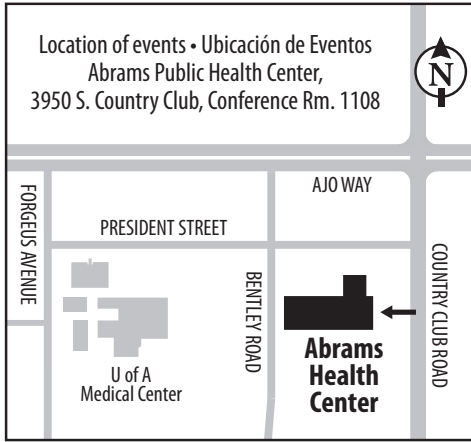 Location of events • Ubicación de Eventos
Abrams Public Health Center,
3950 S. Country Club, Conference Rm. 1108
N
AJO WAY
FORGEUS AVENUE
PRESIDENT STREET
BENTLEY ROAD
COUNTRY CLUB ROAD
U of A
Medical Center
Abrams
Health
Center